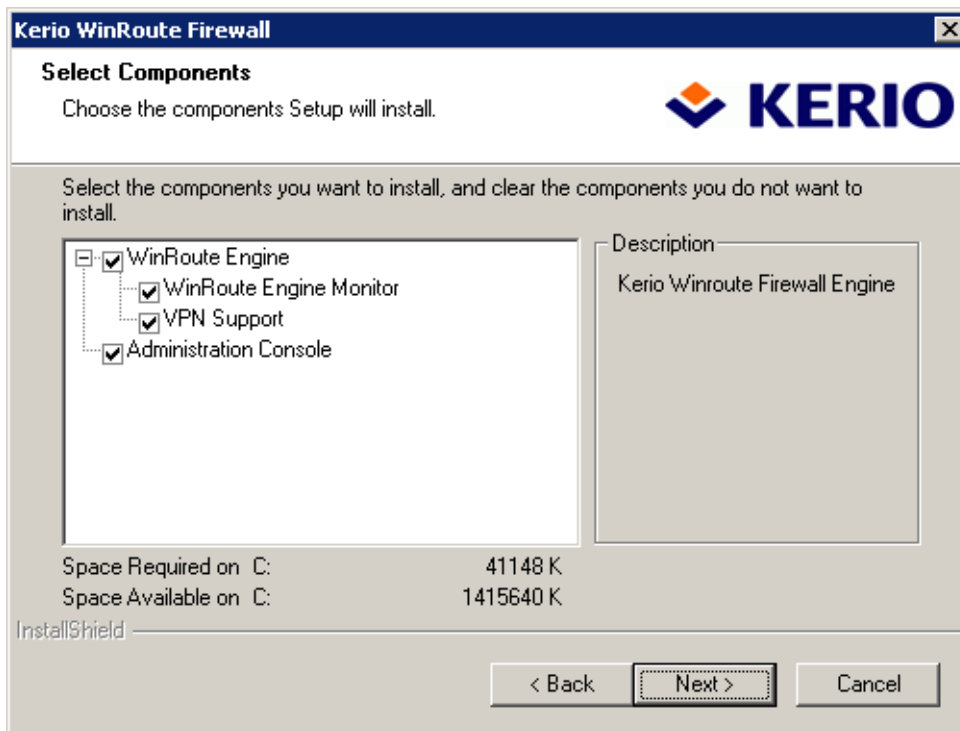 Kerio WinRoute Firewall
Select Components
Choose the components Setup will install.
KERIO
Select the components you want to install, and clear the components you do not want to
install.
WinRoute Engine
WinRoute Engine Monitor
VPN Support
Administration Console
Description
Kerio Winroute Firewall Engine
Space Required on C: 41148 K
Space Available on C: 1415640 K
InstallShield
< Back
Next >
Cancel